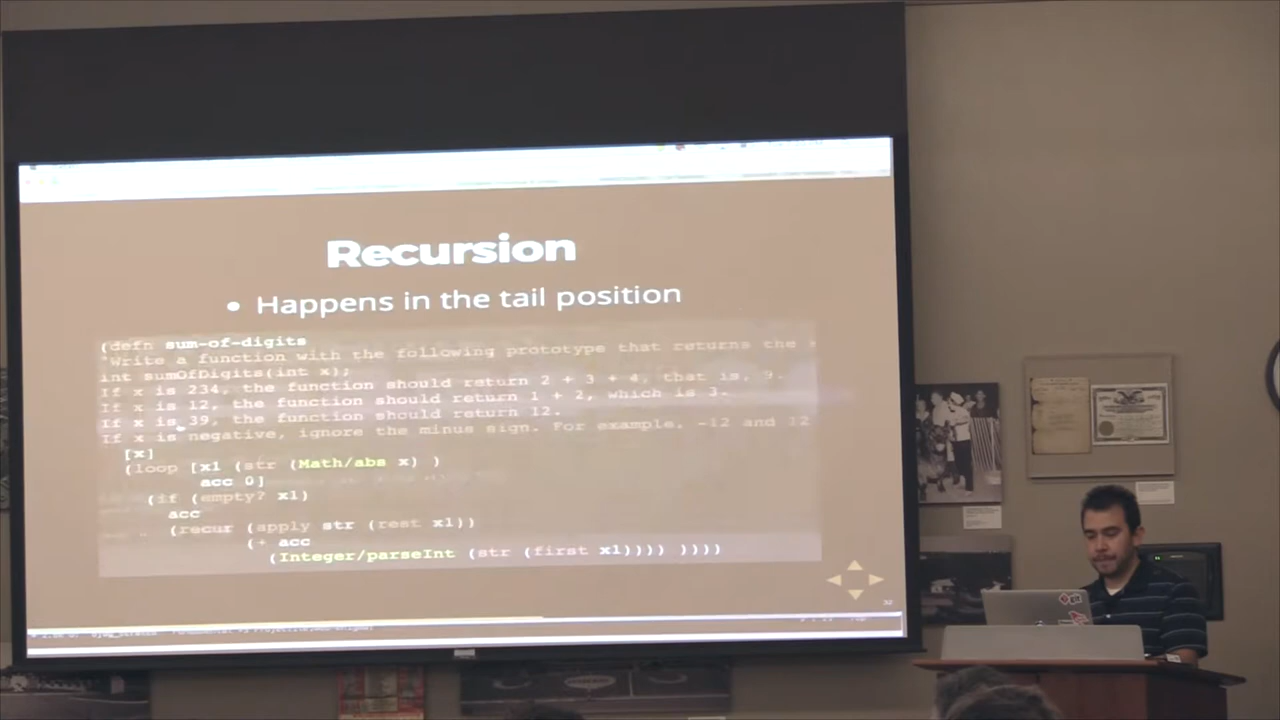 Recursion
• Happens in the tail position
(defn sum-of-digits
"Write a function with the following prototype that returns the
int sumOfDigits(int x);
If x is 234, the function should return 2 + 3 + 4, that is, 9.
If x is 12, the function should return 1 + 2, which is 3.
If x is 39, the function should return 12.
If x is negative, ignore the minus sign. For example, -12 and 12
[x]
(loop [x1 (str (Math/abs x) )
acc 0]
(if (empty? x1)
acc
(recur (apply str (rest x1))
(+ acc
(Integer/parseInt (str (first x1)))) ))))
32